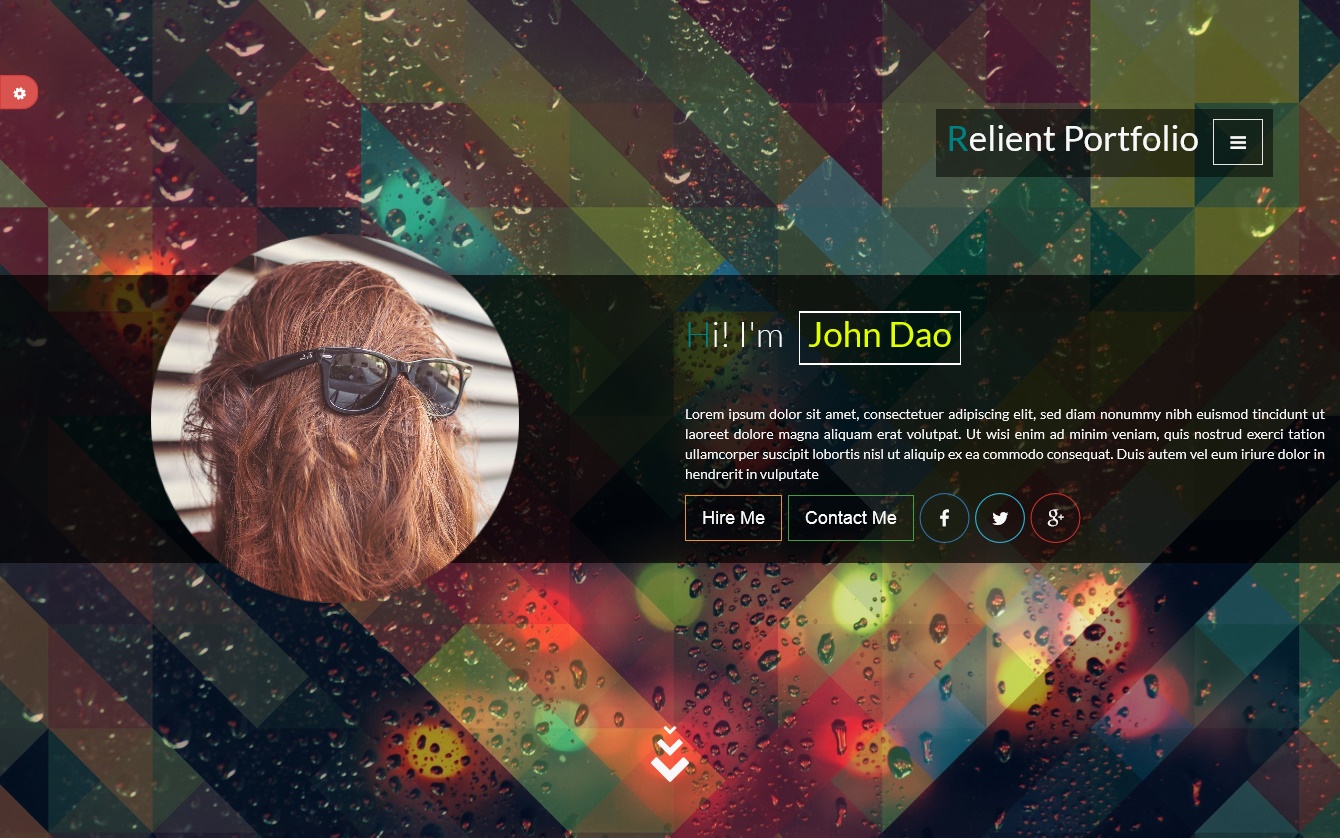 Relient Portfolio
Hi! I'm John Dao
Lorem ipsum dolor sit amet, consectetuer adipiscing elit, sed diam nonummy nibh euismod tincidunt ut
laoreet dolore magna aliquam erat volutpat. Ut wisi enim ad minim veniam, quis nostrud exerci tation
ullamcorper suscipit lobortis nisl ut aliquip ex ea commodo consequat. Duis autem vel eum iriure dolor in
hendrerit in vulputate
Hire Me Contact Me